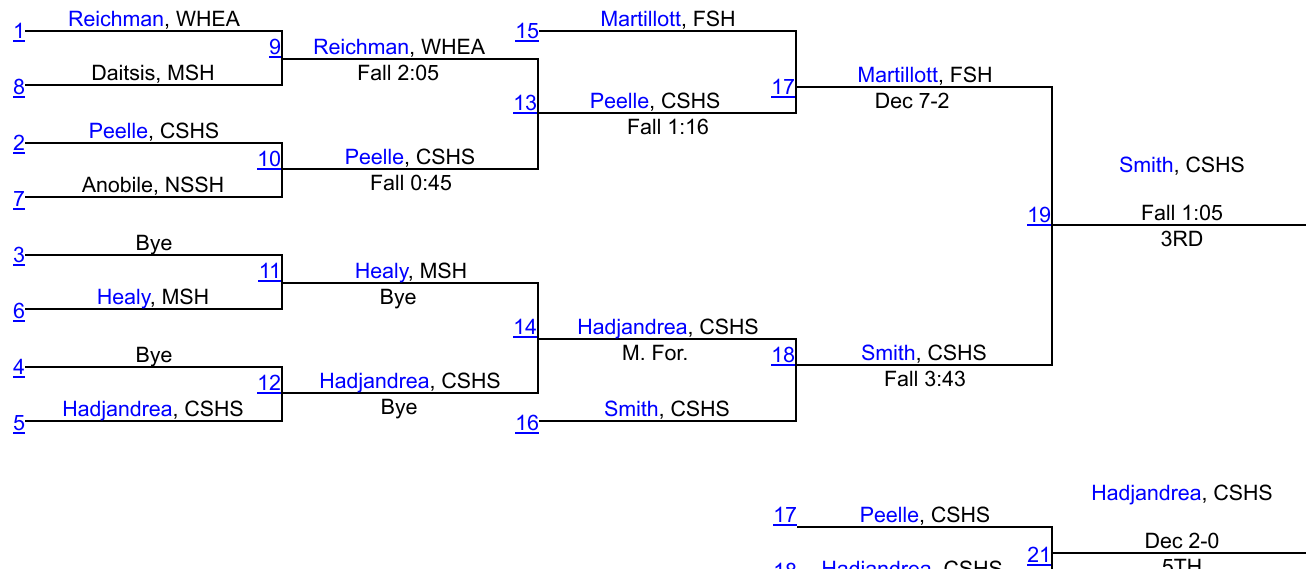 Reichman, WHEA
1
Daitsis, MSH
8
9
Reichman, WHEA
Fall 2:05
Peelle, CSHS
2
Anobile, NSSH
7
10
Peelle, CSHS
Fall 0:45
Bye
3
Healy, MSH
6
11
Healy, MSH
Bye
Bye
4
Hadjandrea, CSHS
5
12
Hadjandrea, CSHS
Bye
Martillott, FSH
15
13
Peelle, CSHS
Fall 1:16
14
Hadjandrea, CSHS
M. For.
Smith, CSHS
16
17
Martillott, FSH
Dec 7-2
18
Smith, CSHS
Fall 3:43
19
Smith, CSHS
Fall 1:05
3RD
17
Peelle, CSHS
18
Hadjandrea, CSHS
21
Hadjandrea, CSHS
Dec 2-0
5TH